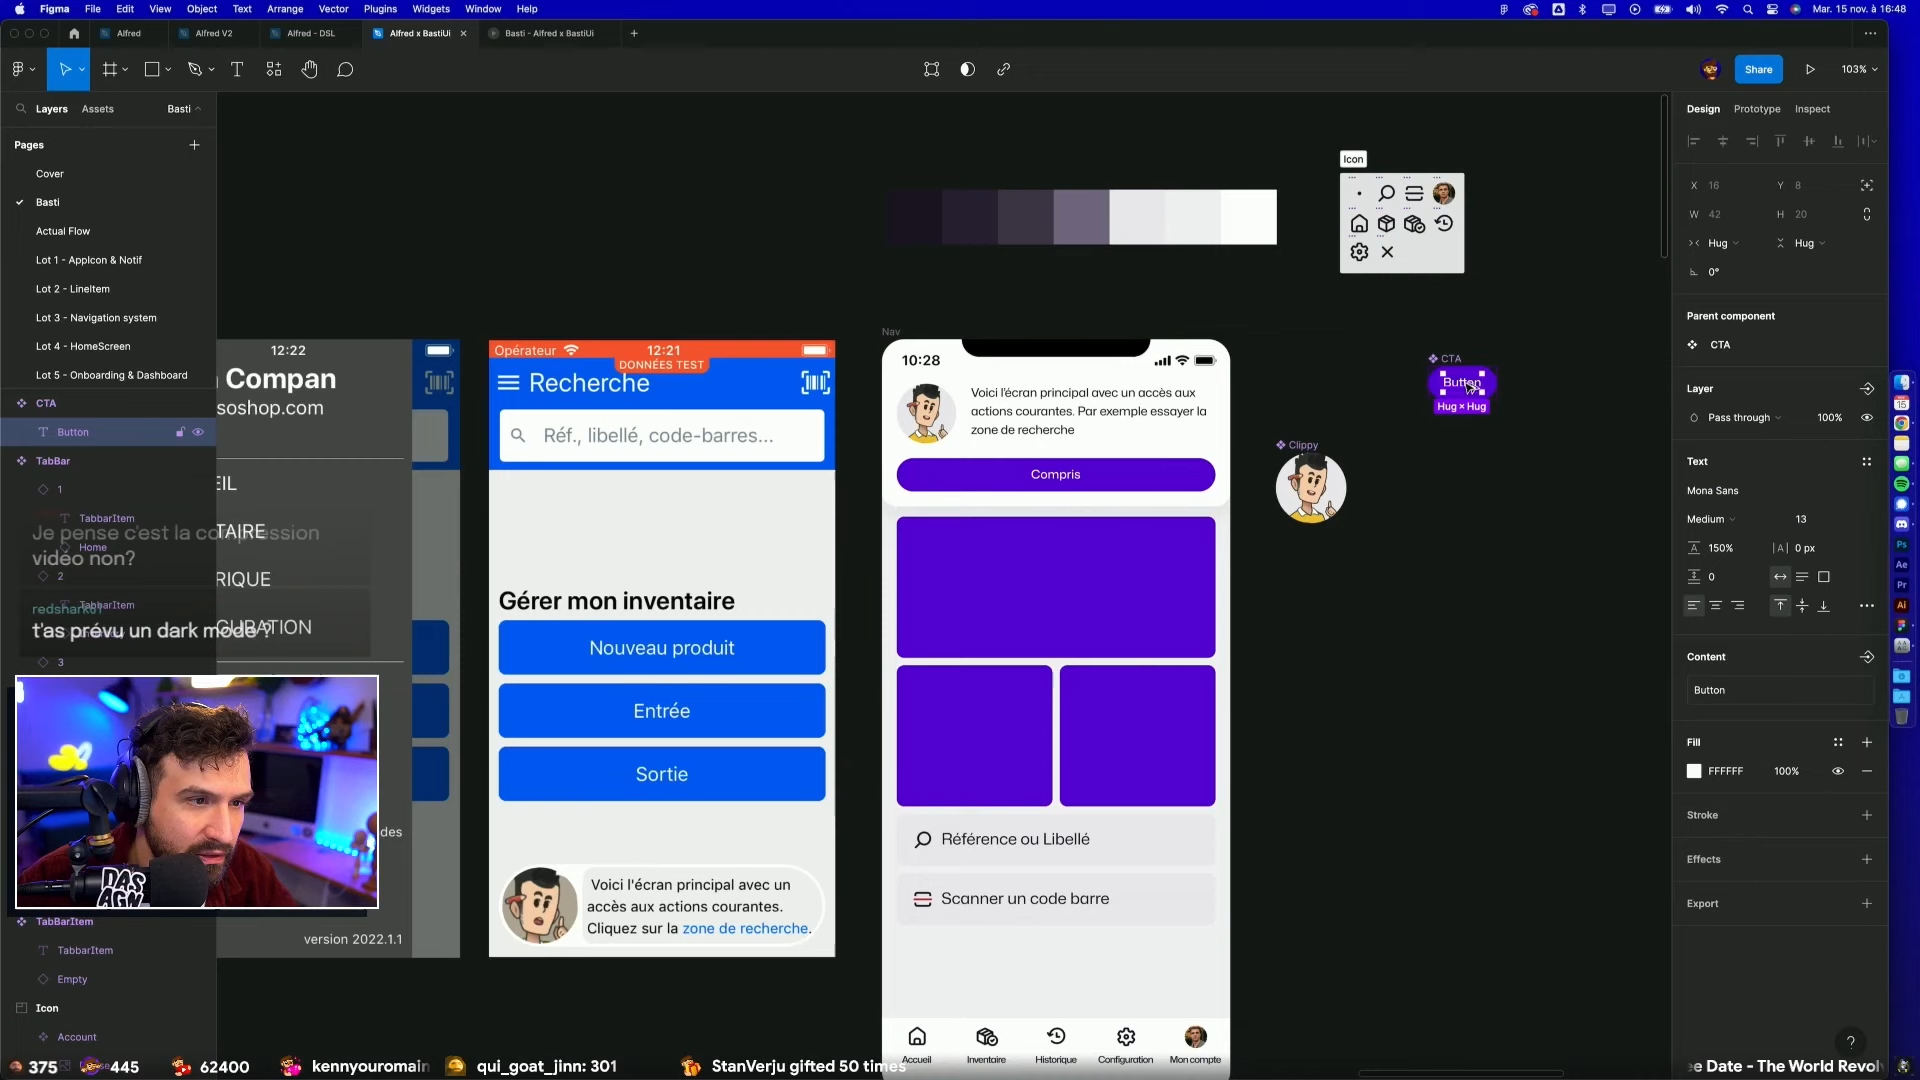 Figma File Edit View Object Text Arrange Vector Plugins Widgets Window Help
Mar. 15 nov. à 16:48
Alfred
Alfred V2
Alfred - DSL
Alfred x BastiUi
Basti - Alfred x BastiUi
Share
103%
Layers Assets Basti
Pages
Cover
Basti
Actual Flow
Lot 1 - AppIcon & Notif
Lot 2 - LineItem
Lot 3 - Navigation system
Lot 4 - HomeScreen
Lot 5 - Onboarding & Dashboard
CTA
Button
TabBar
1
TabbarItem
Home
2
TabbarItem
3
Je pense c'est la compression
vidéo non?
redshark61
t'as prévu un dark mode ?
DAS
AGN
TabBarItem
TabbarItem
Empty
Icon
Account
12:22
Compan
soshop.com
EIL
TAIRE
RIQUE
GURATION
des
version 2022.1.1
Opérateur 12:21
DONNÉES TEST
Recherche
Réf., libellé, code-barres...
Gérer mon inventaire
Nouveau produit
Entrée
Sortie
Voici l'écran principal avec un
accès aux actions courantes.
Cliquez sur la zone de recherche.
Nav
10:28
Voici l'écran principal avec un accès aux
actions courantes. Par exemple essayer la
zone de recherche
Compris
Référence ou Libellé
Scanner un code barre
Accueil Inventaire Historique Configuration Mon compte
Icon
CTA
Button
Hug × Hug
Clippy
Design Prototype Inspect
X 16 Y 8
W 42 H 20
Hug Hug
0°
Parent component
CTA
Layer
Pass through 100%
Text
Mona Sans
Medium 13
150% 0 px
0
Content
Button
Fill
FFFFFF 100%
Stroke
Effects
Export
?
15
Ps
Ae
Pr
Ai
375 445 62400 kennyouromain qui_goat_jinn: 301 StanVerju gifted 50 times
ee Date - The World Revol